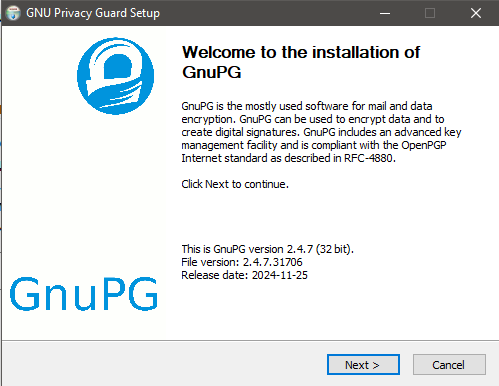 GNU Privacy Guard Setup
Welcome to the installation of
GnuPG
GnuPG is the mostly used software for mail and data
encryption. GnuPG can be used to encrypt data and to
create digital signatures. GnuPG includes an advanced key
management facility and is compliant with the OpenPGP
Internet standard as described in RFC-4880.
Click Next to continue.
This is GnuPG version 2.4.7 (32 bit).
File version: 2.4.7.31706
Release date: 2024-11-25
GnuPG
Next >
Cancel